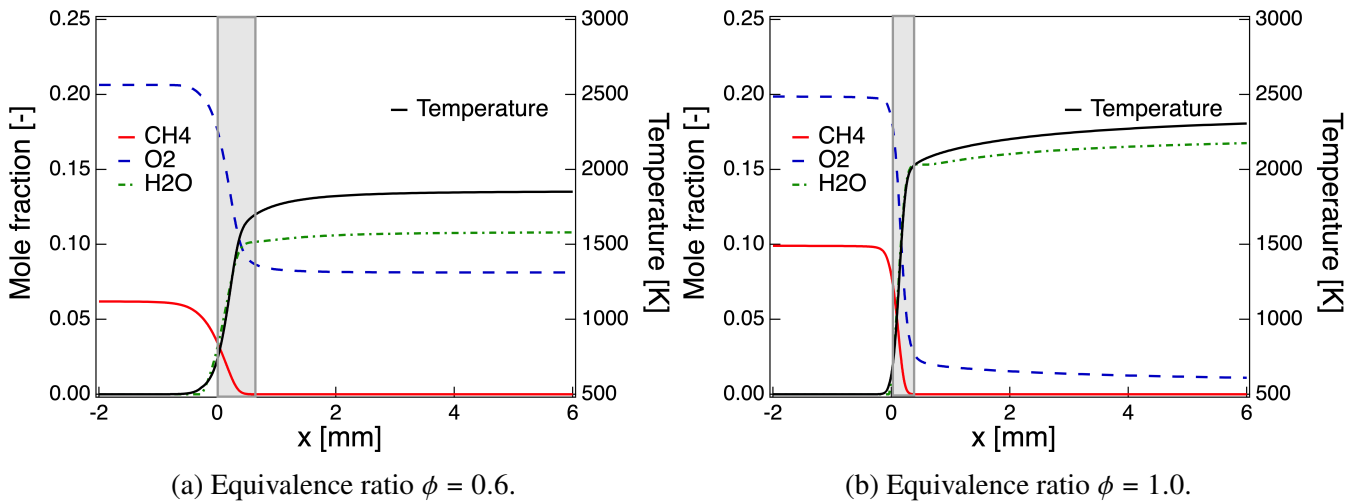 0.25
0.20
0.15
0.10
0.05
0.00
Mole fraction [-]
-2
0
2
4
6
x [mm]
3000
2500
2000
1500
1000
500
Temperature [K]
Temperature
CH4
O2
H2O
(a) Equivalence ratio ϕ = 0.6.
0.25
0.20
0.15
0.10
0.05
0.00
Mole fraction [-]
-2
0
2
4
6
x [mm]
3000
2500
2000
1500
1000
500
Temperature [K]
Temperature
CH4
O2
H2O
(b) Equivalence ratio ϕ = 1.0.